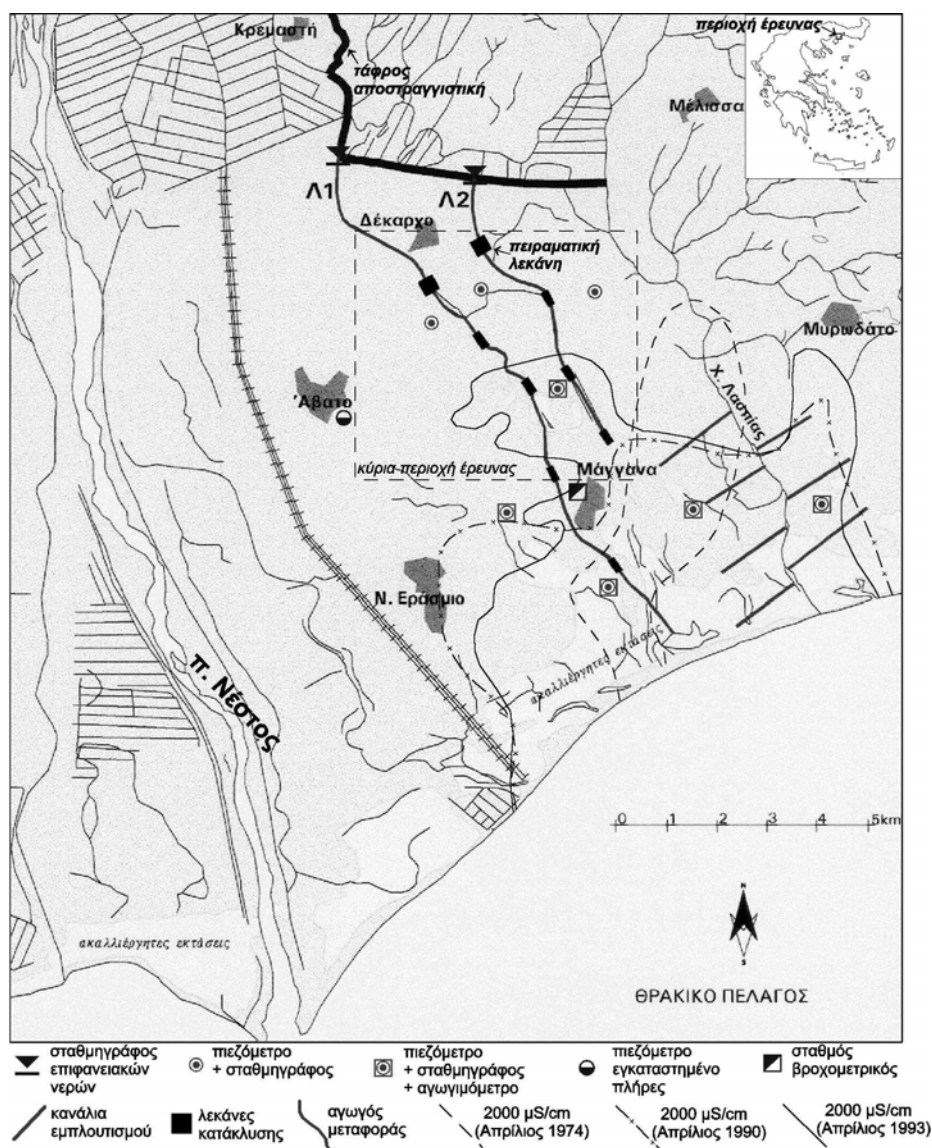 Κρεμαστή
περιοχή έρευνας
τάφρος
αποστραγγιστική
Μέλισσα
Λ1
Λ2
Δέκαρχο
πειραματική
λεκάνη
Μυρωδάτο
Χ. Λασπίας
Άβατο
κύρια-περιοχή έρευνας
Μάγγανα
Ν. Εράσμιο
ακαλλιέργητες εκτάσεις
π. Νέστος
0 1 2 3 4 5km
N
S
ακαλλιέργητες εκτάσεις
ΘΡΑΚΙΚΟ ΠΕΛΑΓΟΣ
σταθμηγράφος
επιφανειακών
νερών
πιεζόμετρο
+ σταθμηγράφος
πιεζόμετρο
+ σταθμηγράφος
+ αγωγιμόμετρο
πιεζόμετρο
εγκαταστημένο
πλήρες
σταθμός
βροχομετρικός
κανάλια
εμπλουτισμού
λεκάνες
κατάκλυσης
αγωγός
μεταφοράς
2000 μS/cm
(Απρίλιος 1974)
2000 μS/cm
(Απρίλιος 1990)
2000 μS/cm
(Απρίλιος 1993)